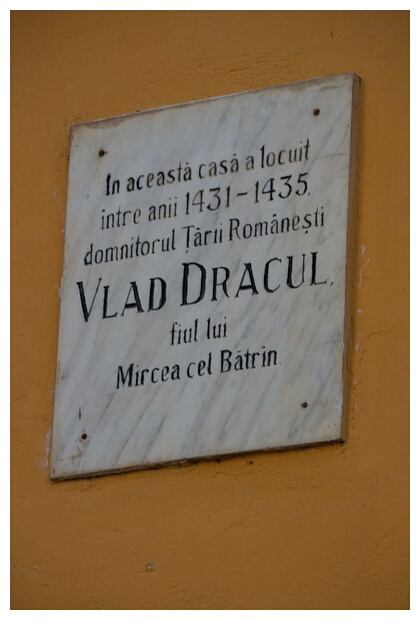 In această casă a locuit
între anii 1431-1435,
domnitorul Țării Românești
VLAD DRACUL,
fiul lui
Mircea cel Bătrîn